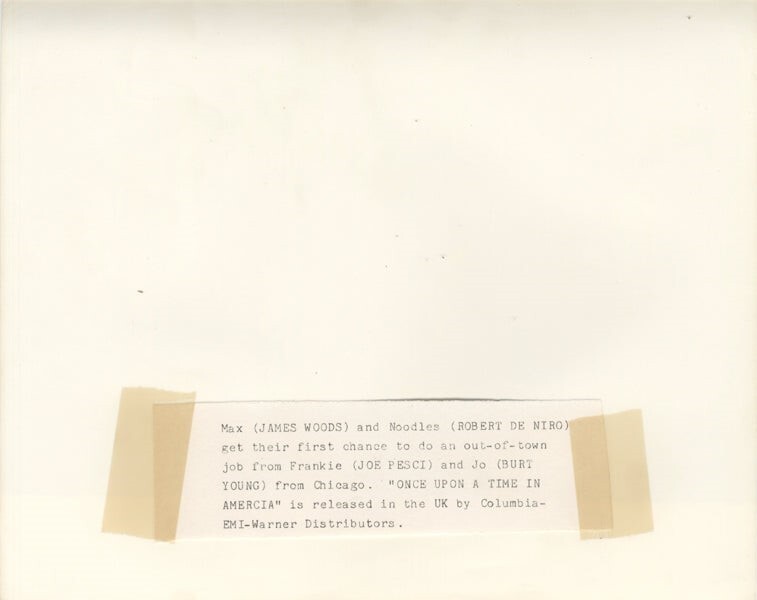 Max (JAMES WOODS) and Noodles (ROBERT DE NIRO)
get their first chance to do an out-of-town
job from Frankie (JOE PESCI) and Jo (BURT
YOUNG) from Chicago. "ONCE UPON A TIME IN
AMERCIA" is released in the UK by Columbia-
EMI-Warner Distributors.